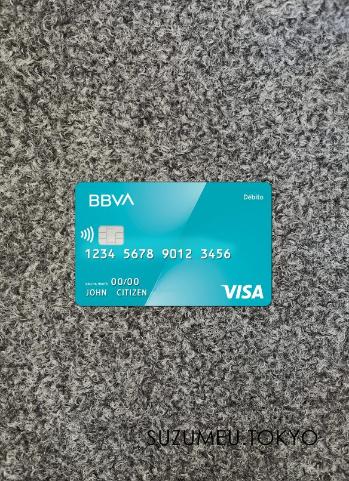 BBVA
Débito
1234 5678 9012 3456
00/00
JOHN CITIZEN
VISA
SUZUMEU TOKYO